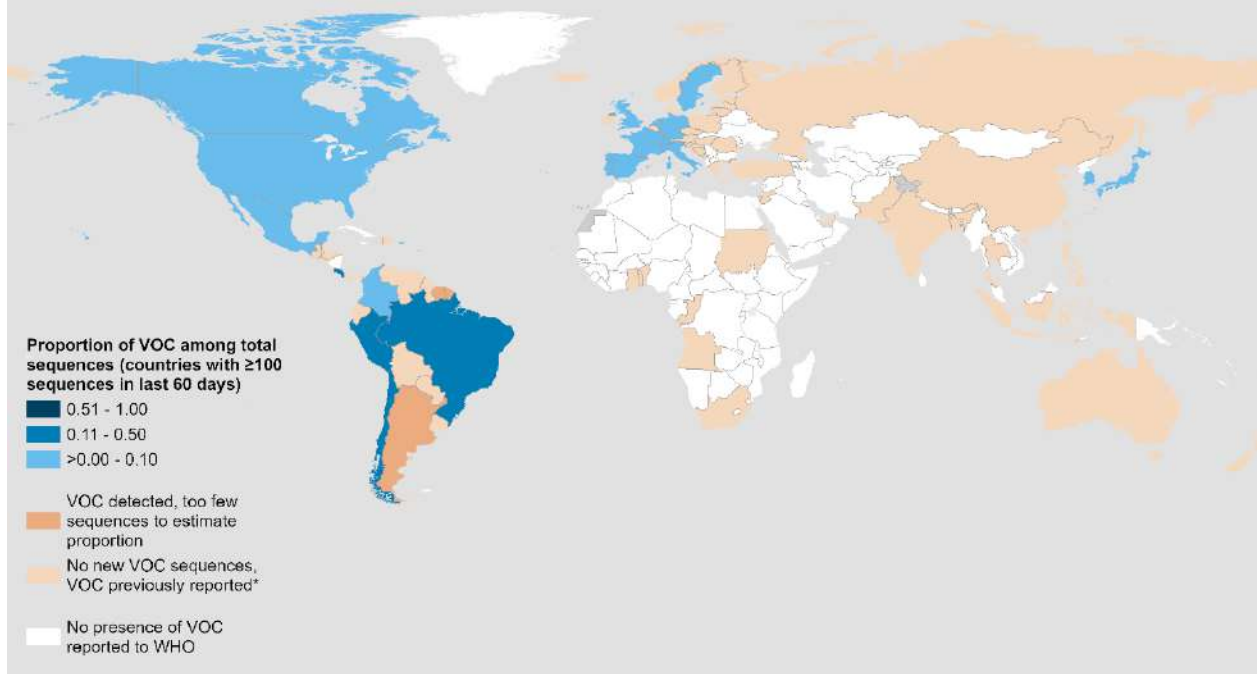 Proportion of VOC among total
sequences (countries with ≥100
sequences in last 60 days)
0.51 - 1.00
0.11 - 0.50
>0.00 - 0.10
VOC detected, too few
sequences to estimate
proportion
No new VOC sequences,
VOC previously reported*
No presence of VOC
reported to WHO